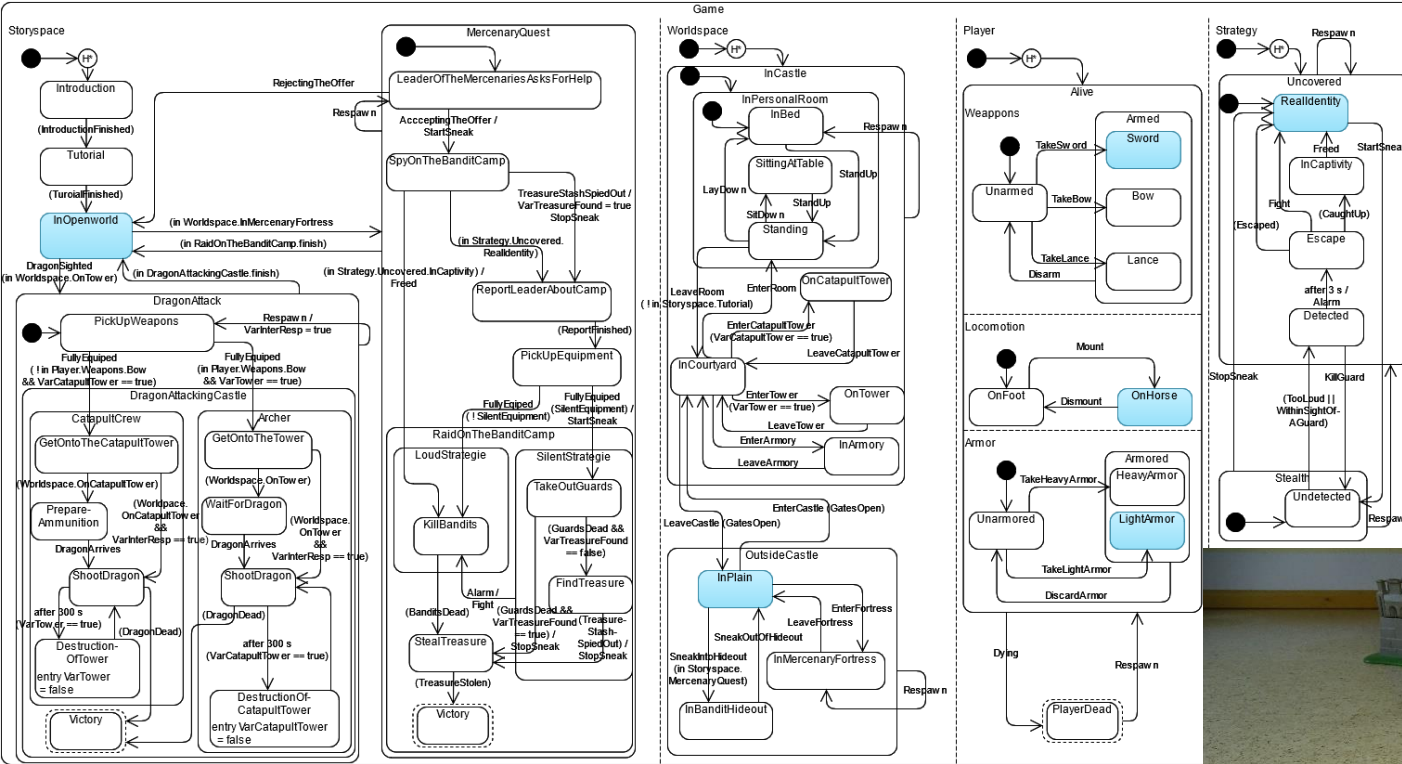 Game
Storyspace
H*
Introduction
(IntroductionFinished)
Tutorial
(TurorialFinished)
InOpenworld
DragonSighted
(in Worldspace.OnTower)
RejectingTheOffer
(in Worldspace.InMercenaryFortress
(in RaidOnTheBanditCamp.finish)
(in DragonAttackingCastle.finish)
DragonAttack
PickUpWeapons
Respawn /
VarInterResp = true
FullyEquiped
( ! in Player.Weapons.Bow
&& VarCatapultTower == true)
FullyEquiped
(in Player.Weapons.Bow
&& VarTower == true)
DragonAttackingCastle
CatapultCrew
GetOntoTheCatapultTower
(Worldspace.OnCatapultTower)
Prepare-
Ammunition
(Worldpace.
OnCatapultTower
&&
VarInterResp == true)
DragonArrives
ShootDragon
after 300 s
(VarTower == true)
(DragonDead)
Destruction-
OfTower
entry VarTower
= false
Victory
Archer
GetOntoTheTower
(Worldspace.OnTower)
WaitForDragon
(Worldspace.
OnTower
&&
VarInterResp == true)
DragonArrives
ShootDragon
(DragonDead)
after 300 s
(VarCatapultTower == true)
DestructionOf-
CatapultTower
entry VarCatapultTower
= false
MercenaryQuest
LeaderOfTheMercenariesAsksForHelp
Respawn
AccceptingTheOffer /
StartSneak
SpyOnTheBanditCamp
TreasureStashSpiedOut /
VarTreasureFound = true
StopSneak
(in Strategy.Uncovered.
RealIdentity)
(in Strategy.Uncovered.InCaptivity) /
Freed
ReportLeaderAboutCamp
(ReportFinished)
PickUpEquipment
FullyEqiped
( ! SilentEquipment)
FullyEquiped
(SilentEquipment) /
StartSneak
RaidOnTheBanditCamp
LoudStrategie
KillBandits
SilentStrategie
TakeOutGuards
(GuardsDead &&
VarTreasureFound
== false)
FindTreasure
Alarm /
Fight
(BanditsDead)
(GuardsDead &&
VarTreasureFound
== true) /
StopSneak
(Treasure-
Stash-
SpiedOut) /
StopSneak
StealTreasure
(TreasureStolen)
Victory
Worldspace
H*
InCastle
InPersonalRoom
InBed
Respawn
SittingAtTable
StandUp
LayDown
SitDown
StandUp
Standing
LeaveRoom
( ! in.Storyspace.Tutorial)
EnterRoom
OnCatapultTower
EnterCatapultTower
(VarCatapultTower == true)
LeaveCatapultTower
InCourtyard
EnterTower
(VarTower == true)
OnTower
LeaveTower
EnterArmory
InArmory
LeaveArmory
EnterCastle (GatesOpen)
LeaveCastle (GatesOpen)
OutsideCastle
InPlain
EnterFortress
LeaveFortress
SneakOutOfHideout
SneakIntoHideout
(in Storyspace.
MercenaryQuest)
InMercenaryFortress
Respawn
InBanditHideout
Player
H*
Alive
Weappons
Armed
TakeSword
Sword
Unarmed
TakeBow
Bow
TakeLance
Lance
Disarm
Locomotion
Mount
OnFoot
Dismount
OnHorse
Armor
Armored
TakeHeavyArmor
HeavyArmor
Unarmored
LightArmor
TakeLightArmor
DiscardArmor
Dying
Respawn
PlayerDead
Strategy
H*
Respawn
Uncovered
RealIdentity
Freed
StartSneak
InCaptivity
Fight
(Escaped)
(CaughtUp)
Escape
after 3 s /
Alarm
Detected
StopSneak
KillGuard
(TooLoud ||
WithinSightOf-
AGuard)
Stealth
Undetected
Respaw